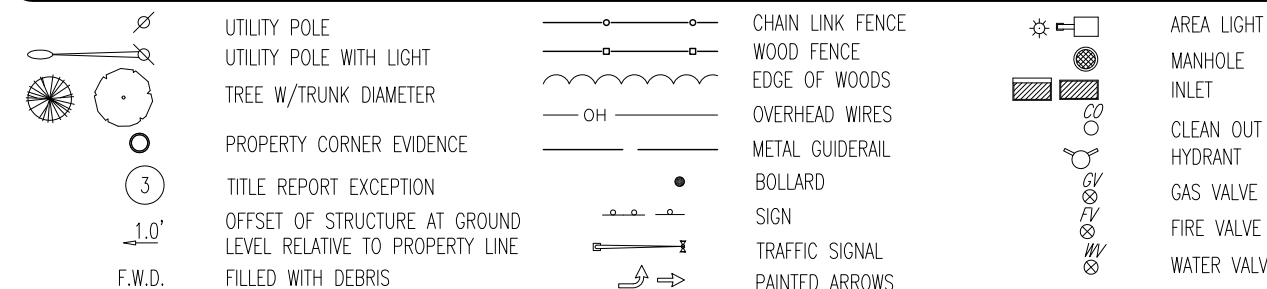 UTILITY POLE
UTILITY POLE WITH LIGHT
TREE W/TRUNK DIAMETER
PROPERTY CORNER EVIDENCE
3 TITLE REPORT EXCEPTION
1.0' OFFSET OF STRUCTURE AT GROUND
LEVEL RELATIVE TO PROPERTY LINE
F.W.D. FILLED WITH DEBRIS
CHAIN LINK FENCE
WOOD FENCE
EDGE OF WOODS
OH OVERHEAD WIRES
METAL GUIDERAIL
BOLLARD
SIGN
TRAFFIC SIGNAL
PAINTED ARROWS
AREA LIGHT
MANHOLE
INLET
CO CLEAN OUT
HYDRANT
GV GAS VALVE
FV FIRE VALVE
WV WATER VALV